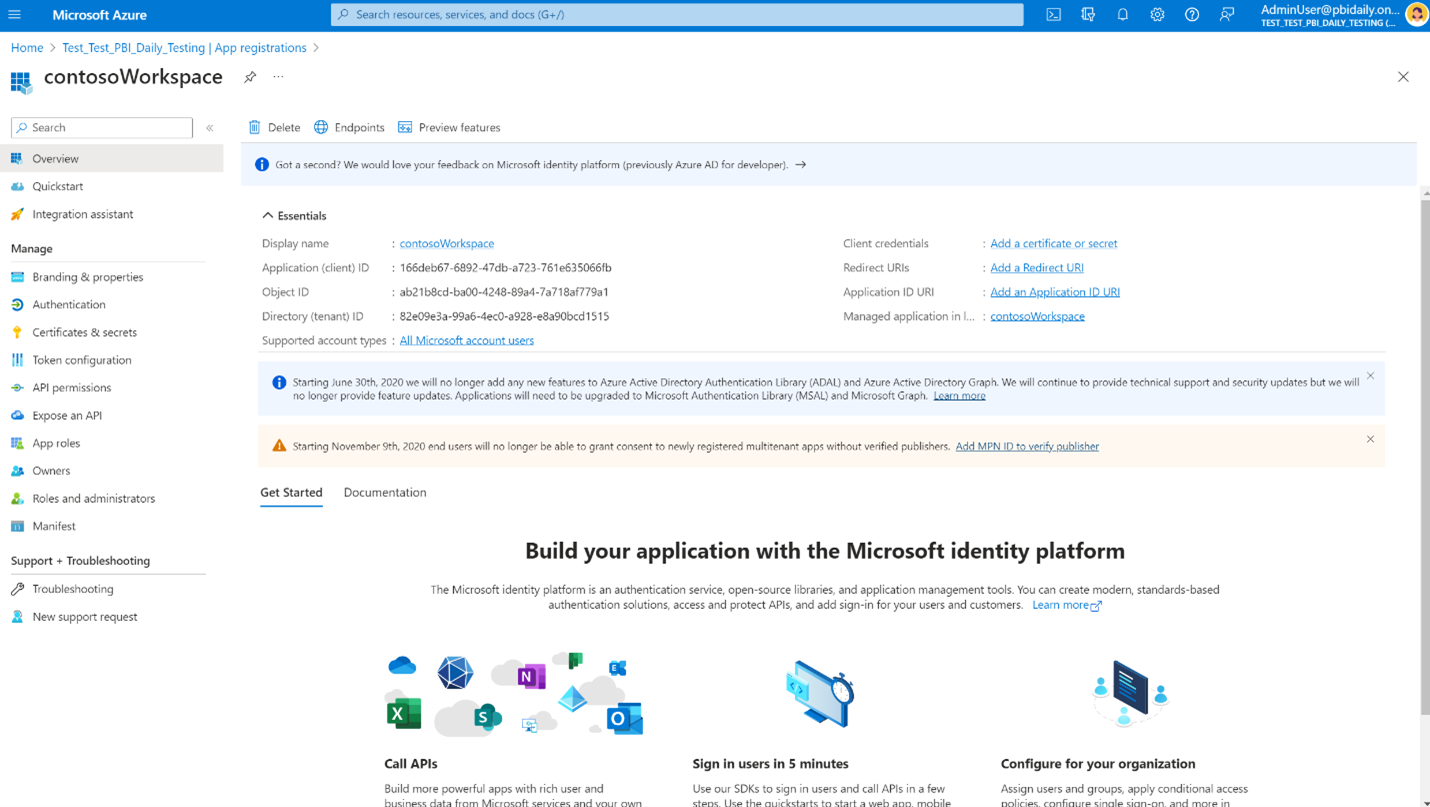 Microsoft Azure
Search resources, services, and docs (G+/)
AdminUser@pbidaily.on...
TEST_TEST_PBI_DAILY_TESTING (...
Home > Test_Test_PBI_Daily_Testing | App registrations >
contosoWorkspace
...
Search
«
Delete
Endpoints
Preview features
Overview
Quickstart
Integration assistant
Manage
Branding & properties
Authentication
Certificates & secrets
Token configuration
API permissions
Expose an API
App roles
Owners
Roles and administrators
Manifest
Support + Troubleshooting
Troubleshooting
New support request
Got a second? We would love your feedback on Microsoft identity platform (previously Azure AD for developer). →
Essentials
Display name : contosoWorkspace
Application (client) ID : 166deb67-6892-47db-a723-761e635066fb
Object ID : ab21b8cd-ba00-4248-89a4-7a718af779a1
Directory (tenant) ID : 82e09e3a-99a6-4ec0-a928-e8a90bcd1515
Supported account types : All Microsoft account users
Client credentials : Add a certificate or secret
Redirect URIs : Add a Redirect URI
Application ID URI : Add an Application ID URI
Managed application in l... : contosoWorkspace
Starting June 30th, 2020 we will no longer add any new features to Azure Active Directory Authentication Library (ADAL) and Azure Active Directory Graph. We will continue to provide technical support and security updates but we will
no longer provide feature updates. Applications will need to be upgraded to Microsoft Authentication Library (MSAL) and Microsoft Graph. Learn more
Starting November 9th, 2020 end users will no longer be able to grant consent to newly registered multitenant apps without verified publishers. Add MPN ID to verify publisher
Get Started
Documentation
Build your application with the Microsoft identity platform
The Microsoft identity platform is an authentication service, open-source libraries, and application management tools. You can create modern, standards-based
authentication solutions, access and protect APIs, and add sign-in for your users and customers. Learn more
N
E
X
S
O
Call APIs
Build more powerful apps with rich user and
business data from Microsoft services and your own
Sign in users in 5 minutes
Use our SDKs to sign in users and call APIs in a few
steps. Use the quickstarts to start a web app, mobile
Configure for your organization
Assign users and groups, apply conditional access
policies, configure single sign-on, and more in